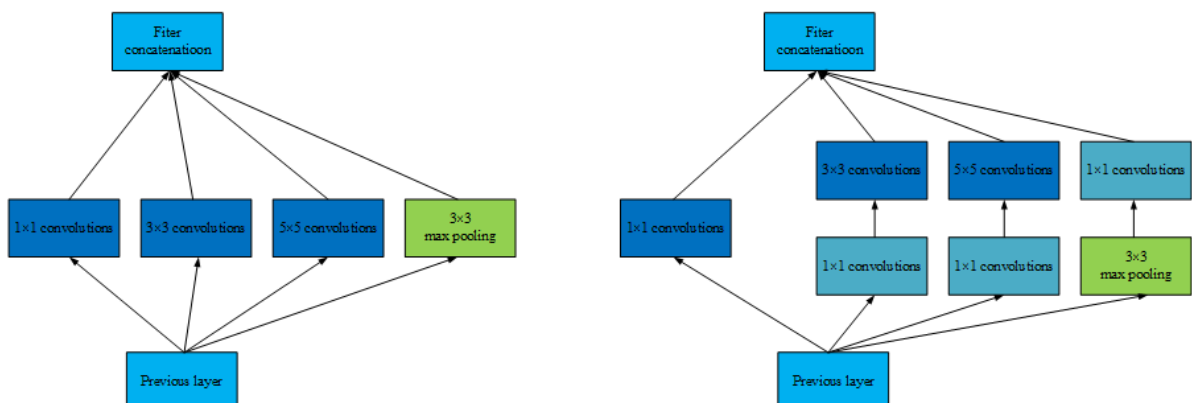 Fiter
concatenatioon
1×1 convolutions
3×3 convolutions
5×5 convolutions
3×3
max pooling
Previous layer
Fiter
concatenatioon
3×3 convolutions
5×5 convolutions
1×1 convolutions
1×1 convolutions
1×1 convolutions
1×1 convolutions
3×3
max pooling
Previous layer